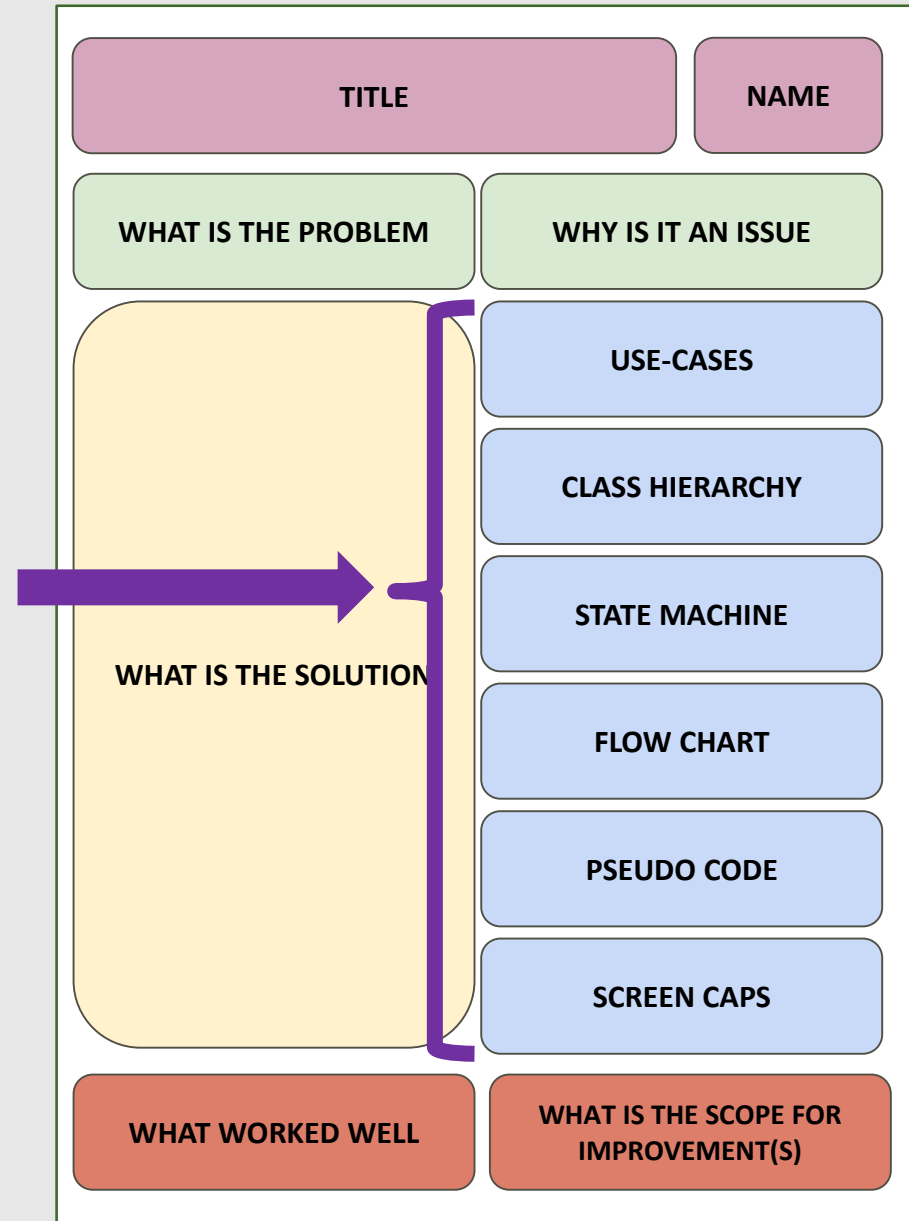 TITLE
NAME
WHAT IS THE PROBLEM
WHY IS IT AN ISSUE
WHAT IS THE SOLUTION
USE-CASES
CLASS HIERARCHY
STATE MACHINE
FLOW CHART
PSEUDO CODE
SCREEN CAPS
WHAT WORKED WELL
WHAT IS THE SCOPE FOR
IMPROVEMENT(S)